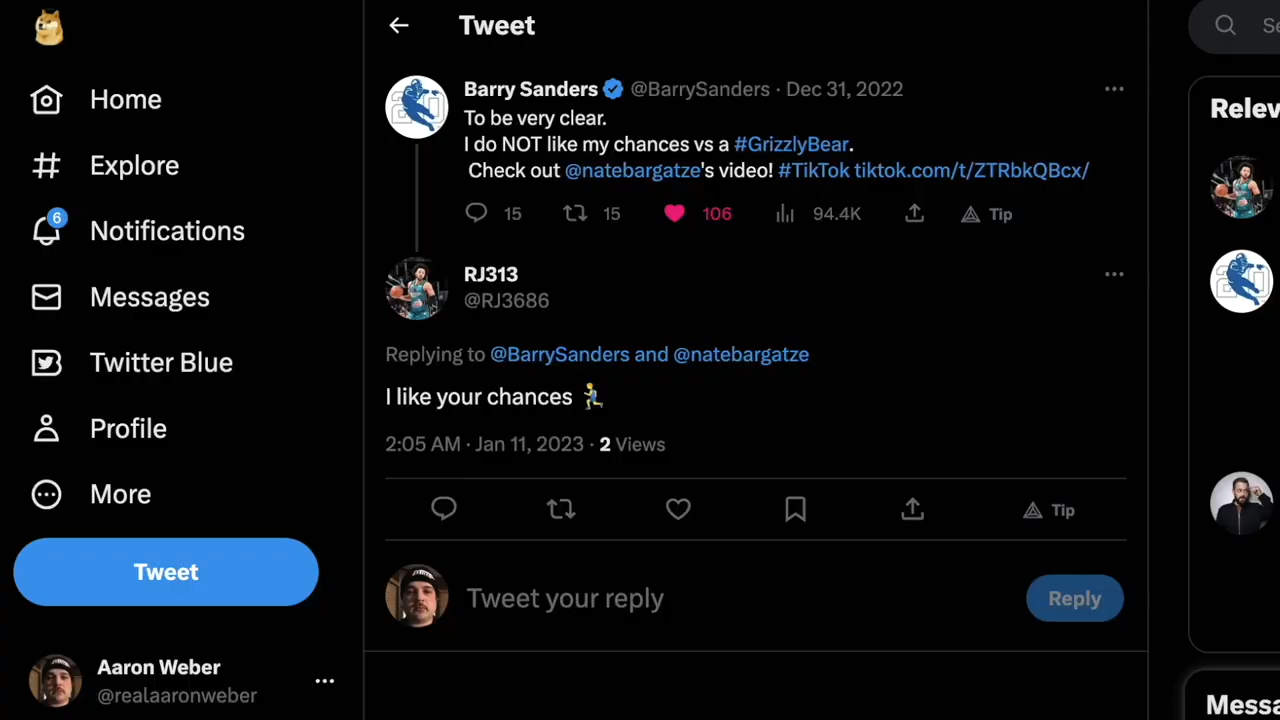 Home
Explore
6
Notifications
Messages
Twitter Blue
Profile
More
Tweet
Aaron Weber
@realaaronweber
Tweet
Barry Sanders @BarrySanders · Dec 31, 2022
To be very clear.
I do NOT like my chances vs a #GrizzlyBear.
Check out @natebargatze's video! #TikTok tiktok.com/t/ZTRbkQBcx/
15 15 106 94.4K Tip
RJ313
@RJ3686
Replying to @BarrySanders and @natebargatze
I like your chances
2:05 AM · Jan 11, 2023 · 2 Views
Tip
Tweet your reply
Reply